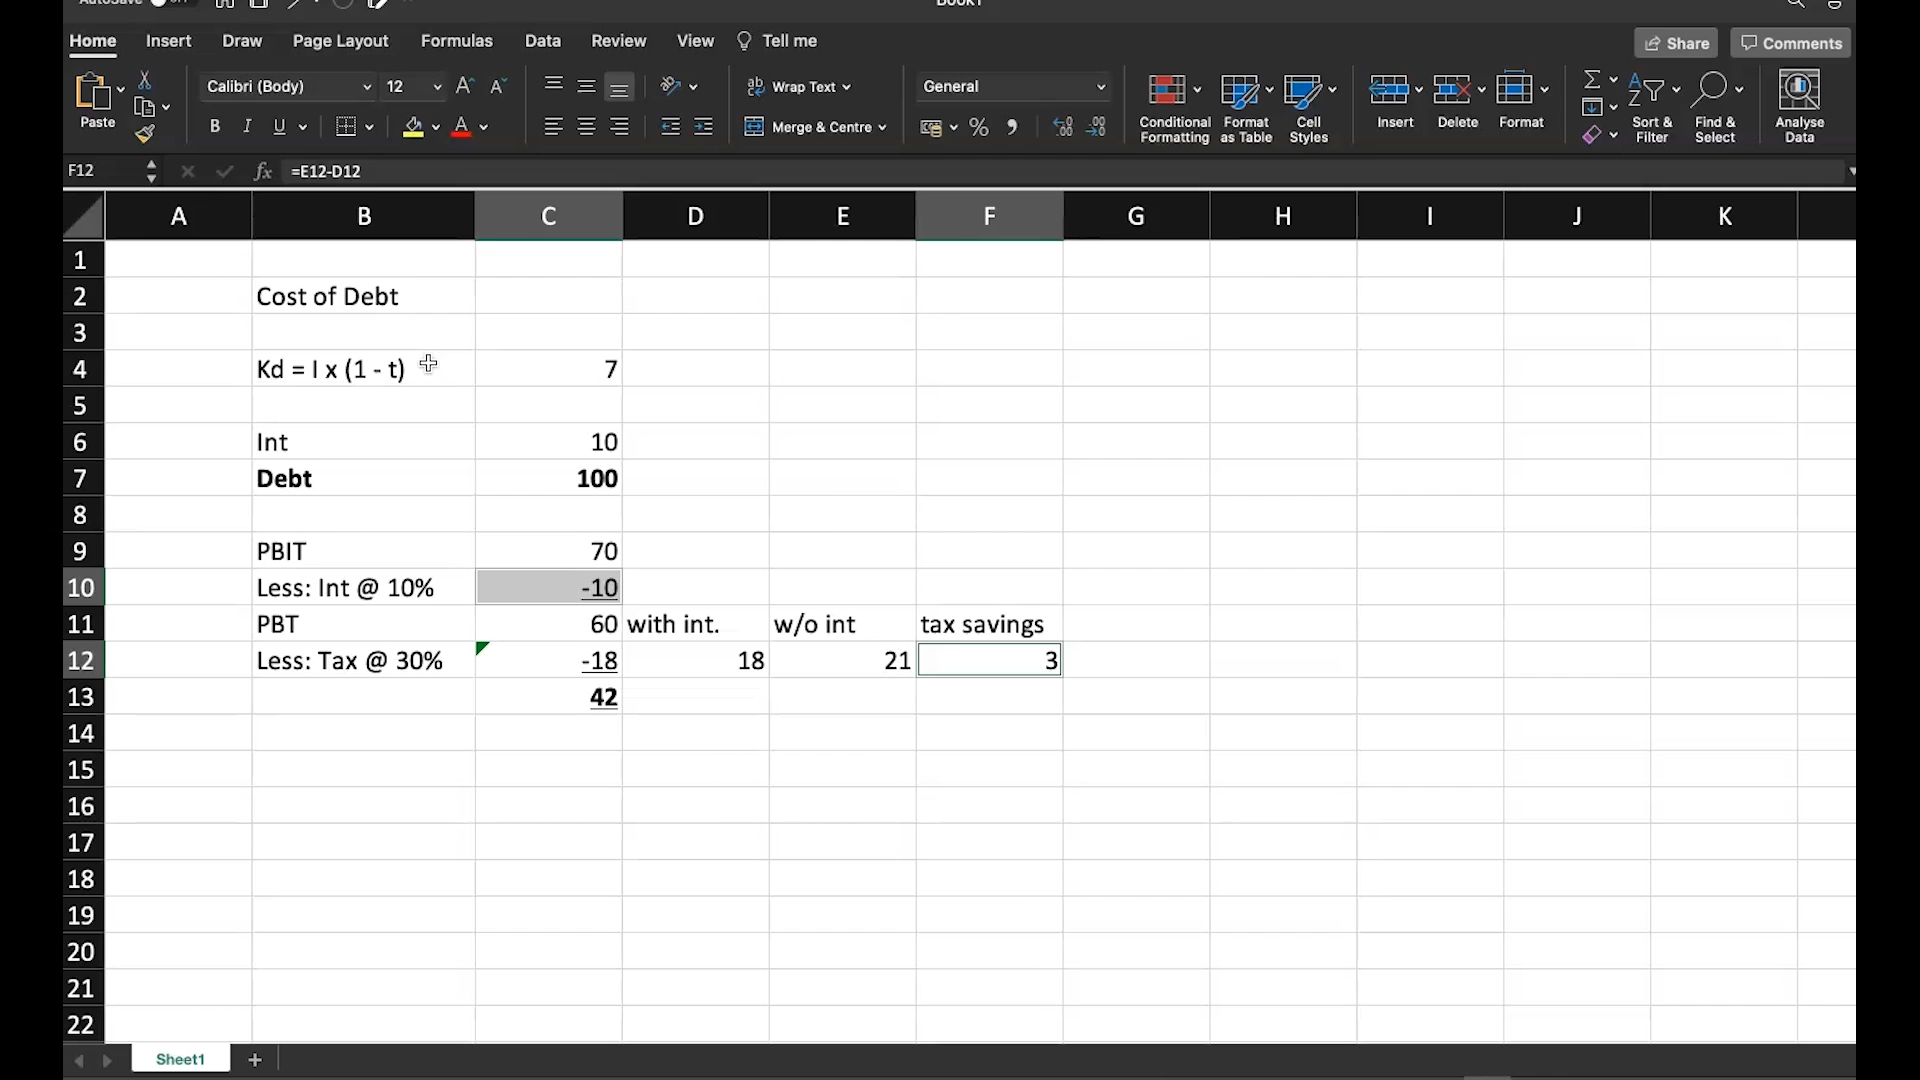 Home Insert Draw Page Layout Formulas Data Review View Tell me Share Comments
Paste Calibri (Body) 12 A A B I U A ab Wrap Text Merge & Centre General % Conditional Formatting Format as Table Cell Styles Insert Delete Format Sort & Filter Find & Select Analyse Data
F12 fx =E12-D12
A B C D E F G H I J K
1
2 Cost of Debt
3
4 Kd = I x (1 - t) 7
5
6 Int 10
7 Debt 100
8
9 PBIT 70
10 Less: Int @ 10% -10
11 PBT 60 with int. w/o int tax savings
12 Less: Tax @ 30% -18 18 21 3
13 42
14
15
16
17
18
19
20
21
22
Sheet1 +